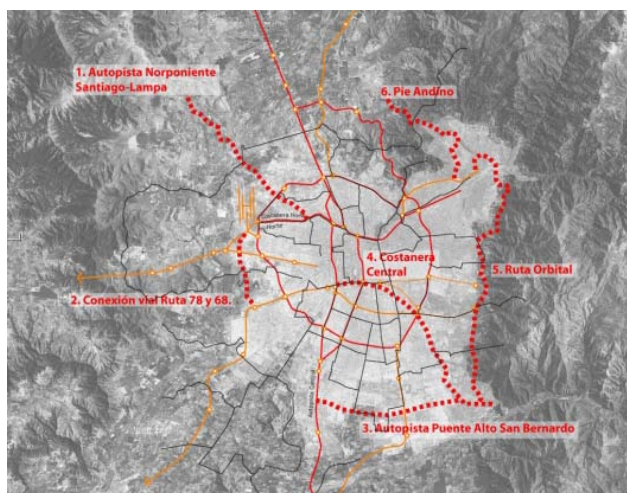 1. Autopista Norponiente
Santiago-Lampa
6. Pie Andino
4. Costanera
Central
5. Ruta Orbital
2. Conexión vial Ruta 78 y 68.
3. Autopista Puente Alto San Bernardo